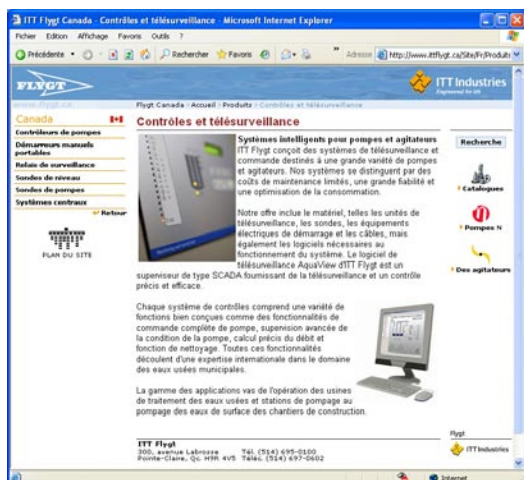 ITT Flygt Canada - Contrôles et télésurveillance - Microsoft Internet Explorer
Fichier Edition Affichage Favoris Outils ?
Précédente Rechercher Favoris Adresse http://www.ittflygt.ca/Site/Fr/Produits
FLYGT
ITT Industries
Engineered for life
www.flygt.ca
Flygt Canada > Accueil > Produits > Contrôles et télésurveillance
Canada
Contrôleurs de pompes
Démarreurs manuels
portables
Relais de surveillance
Sondes de niveau
Sondes de pompes
Systèmes centraux
Retour
PLAN DU SITE
Contrôles et télésurveillance
Systèmes intelligents pour pompes et agitateurs
ITT Flygt conçoit des systèmes de télésurveillance et
commande destinés à une grande variété de pompes
et agitateurs. Nos systèmes se distinguent par des
coûts de maintenance limités, une grande fiabilité et
une optimisation de la consommation.
Notre offre inclue le matériel, telles les unités de
télésurveillance, les sondes, les équipements
électriques de démarrage et les câbles, mais
également les logiciels nécessaires au
fonctionnement du système. Le logiciel de
télésurveillance AquaView d'ITT Flygt est un
superviseur de type SCADA fournissant de la télésurveillance et un contrôle
précis et efficace.
Chaque système de contrôles comprend une variété de
fonctions bien conçues comme des fonctionnalités de
commande complète de pompe, supervision avancée de
la condition de la pompe, calcul précis du débit et
fonction de nettoyage. Toutes ces fonctionnalités
découlent d'une expertise internationale dans le domaine
des eaux usées municipales.
La gamme des applications vas de l'opération des usines
de traitement des eaux usées et stations de pompage au
pompage des eaux de surface des chantiers de construction.
ITT Flygt
300, avenue Labrosse Tél. (514) 695-0100
Pointe-Claire, Qc. H9R 4V5 Téléc. (514) 697-0602
Recherche
Catalogues
Pompes N
Des agitateurs
Flygt
ITT Industries
Internet